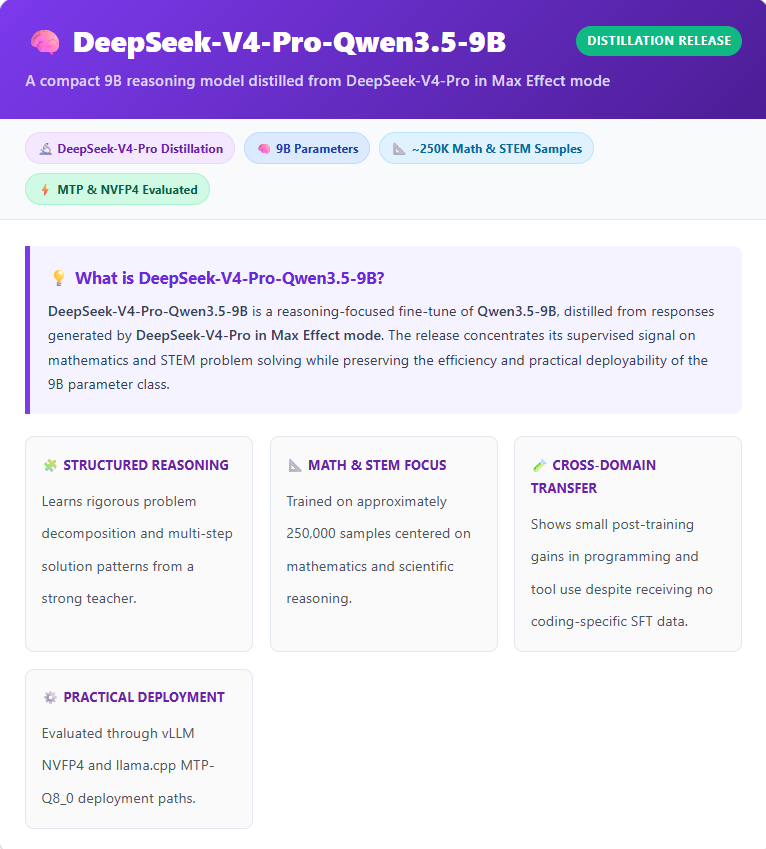 🧠 DeepSeek-V4-Pro-Qwen3.5-9B
DISTILLATION RELEASE
A compact 9B reasoning model distilled from DeepSeek-V4-Pro in Max Effect mode
🔬 DeepSeek-V4-Pro Distillation
🧠 9B Parameters
📐 ~250K Math & STEM Samples
⚡ MTP & NVFP4 Evaluated
💡 What is DeepSeek-V4-Pro-Qwen3.5-9B?
DeepSeek-V4-Pro-Qwen3.5-9B is a reasoning-focused fine-tune of Qwen3.5-9B, distilled from responses
generated by DeepSeek-V4-Pro in Max Effect mode. The release concentrates its supervised signal on
mathematics and STEM problem solving while preserving the efficiency and practical deployability of the
9B parameter class.
🧩 STRUCTURED REASONING
Learns rigorous problem
decomposition and multi-step
solution patterns from a
strong teacher.
📐 MATH & STEM FOCUS
Trained on approximately
250,000 samples centered on
mathematics and scientific
reasoning.
🧪 CROSS-DOMAIN
TRANSFER
Shows small post-training
gains in programming and
tool use despite receiving no
coding-specific SFT data.
⚙️ PRACTICAL DEPLOYMENT
Evaluated through vLLM
NVFP4 and llama.cpp MTP-
Q8_0 deployment paths.